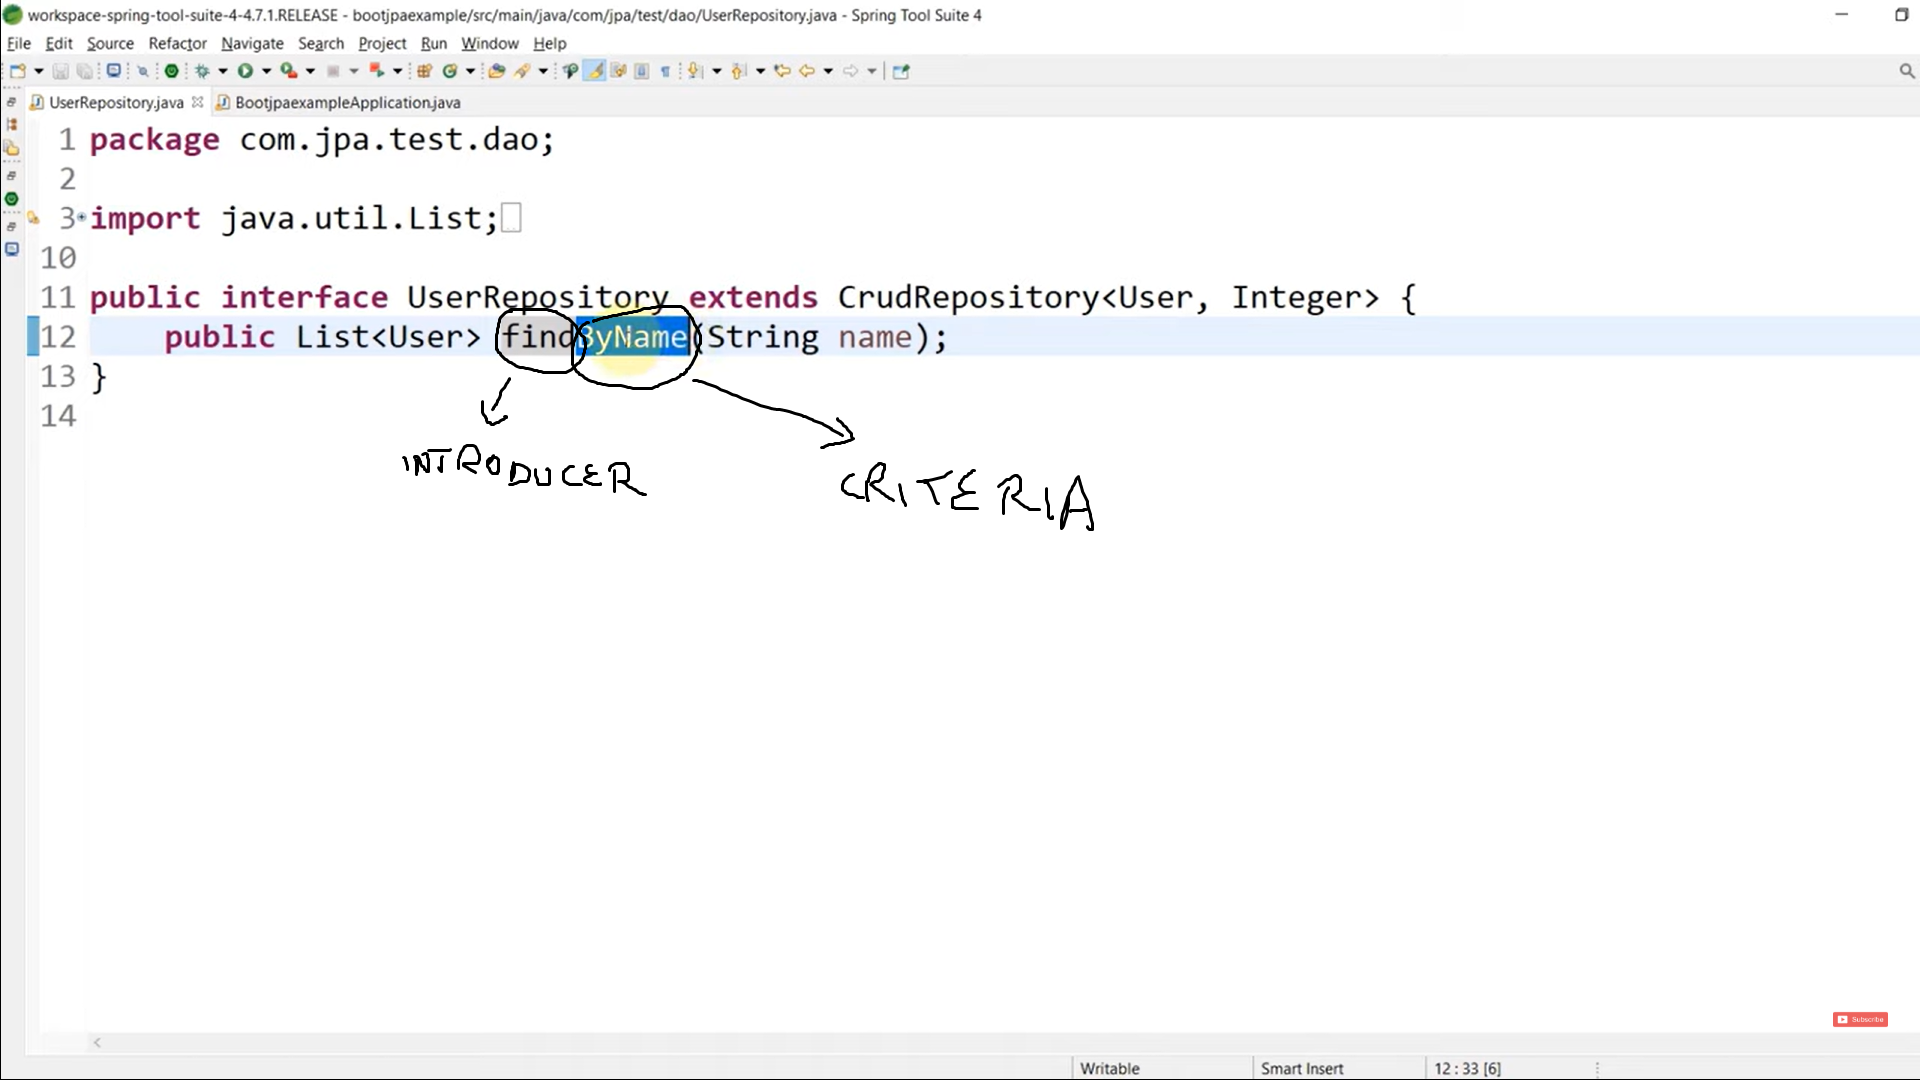 workspace-spring-tool-suite-4-4.7.1.RELEASE - bootjpaexample/src/main/java/com/jpa/test/dao/UserRepository.java - Spring Tool Suite 4
File Edit Source Refactor Navigate Search Project Run Window Help
UserRepository.java BootjpaexampleApplication.java
1 package com.jpa.test.dao;
2
3 import java.util.List;
10
11 public interface UserRepository extends CrudRepository<User, Integer> {
12 public List<User> findByName(String name);
13 }
14
INTRODUCER
CRITERIA
Subscribe
Writable Smart Insert 12 : 33 [6]